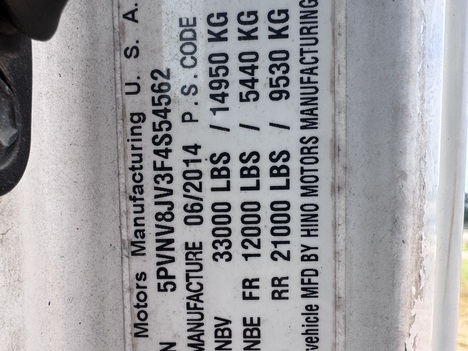 Motors Manufacturing U. S. A.
N 5PVNV8JV3F4S54562
MANUFACTURE 06/2014 P. S. CODE
NBV 33000 LBS / 14950 KG
NBE FR 12000 LBS / 5440 KG
RR 21000 LBS / 9530 KG
vehicle MFD BY HINO MOTORS MANUFACTURING